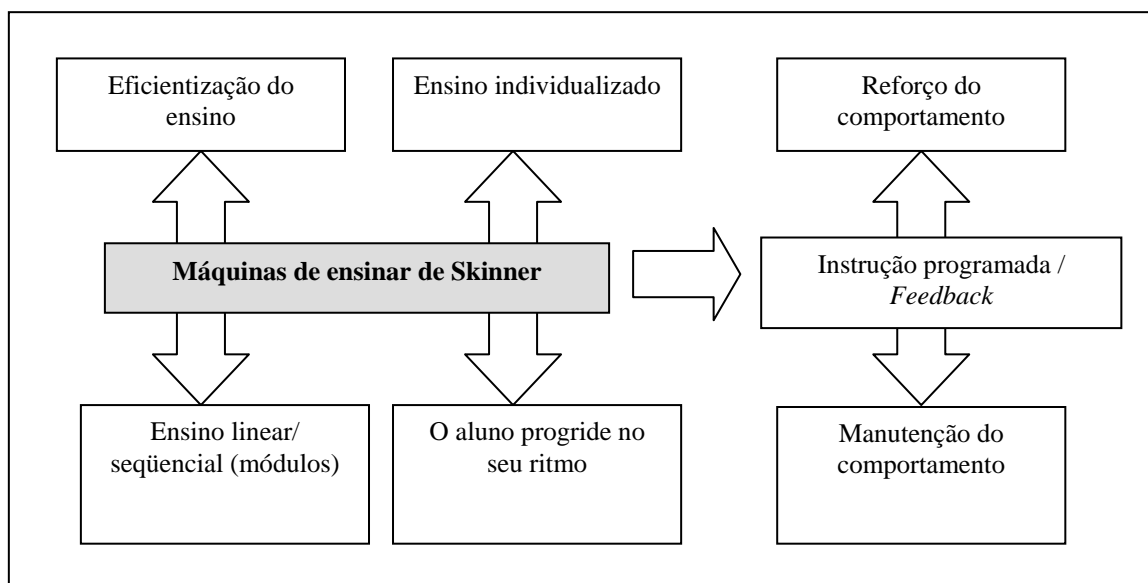 Eficientização do
ensino
Ensino individualizado
Reforço do
comportamento
Máquinas de ensinar de Skinner
Instrução programada /
Feedback
Ensino linear/
seqüencial (módulos)
O aluno progride no
seu ritmo
Manutenção do
comportamento